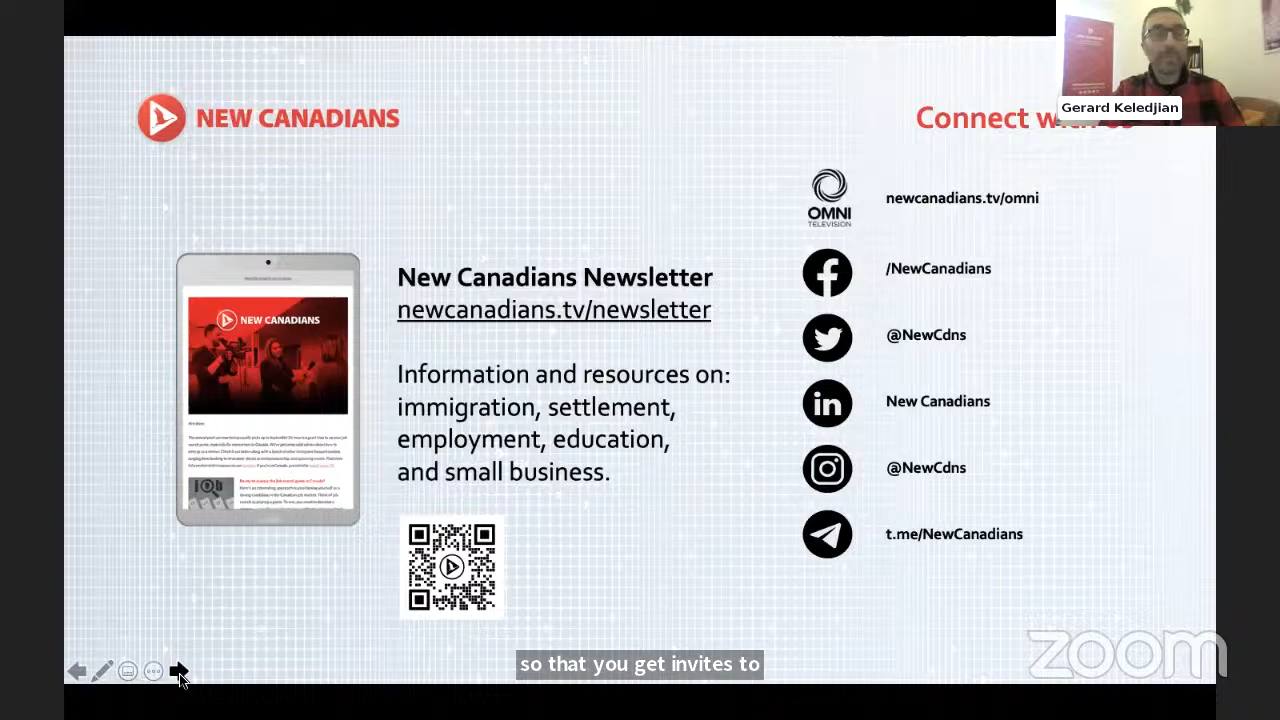 NEW CANADIANS
Connect with Us
Gerard Keledjian
OMNI
TELEVISION
newcanadians.tv/omni
/NewCanadians
@NewCdns
New Canadians
@NewCdns
t.me/NewCanadians
NEW CANADIANS
New Canadians Newsletter
newcanadians.tv/newsletter
Information and resources on:
immigration, settlement,
employment, education,
and small business.
so that you get invites to
zoom